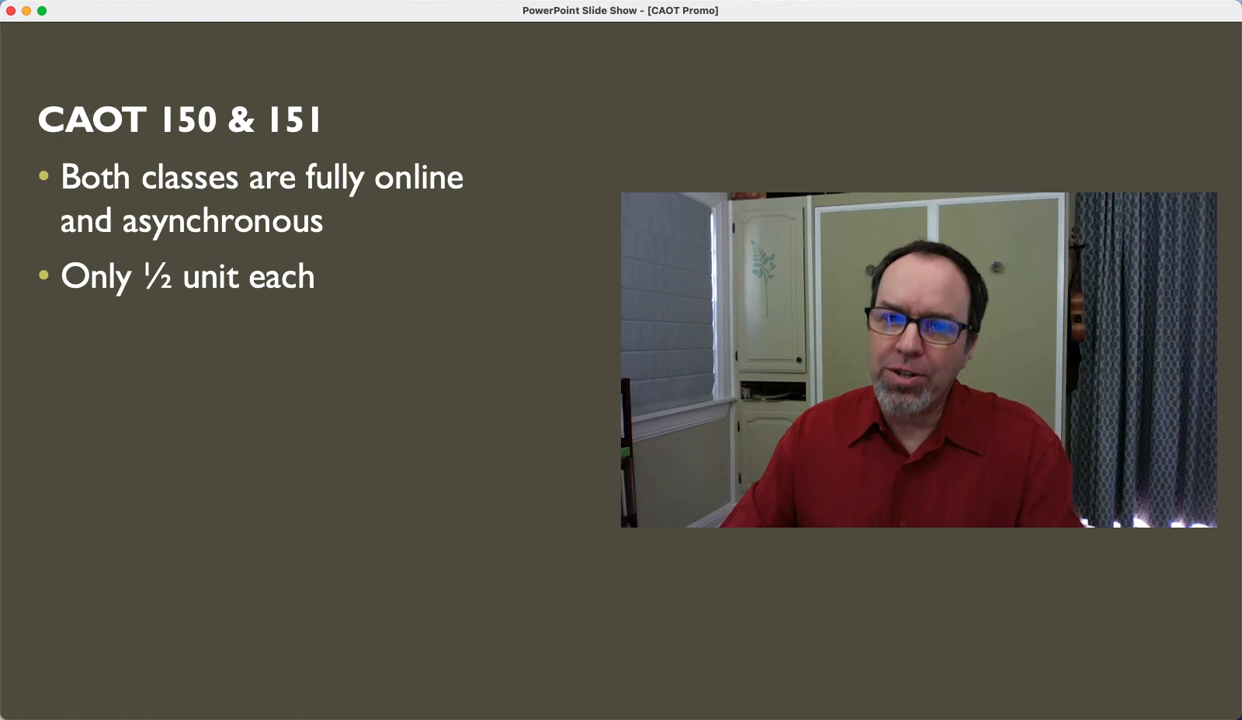 PowerPoint Slide Show - [CAOT Promo]
CAOT 150 & 151
• Both classes are fully online
and asynchronous
• Only ½ unit each